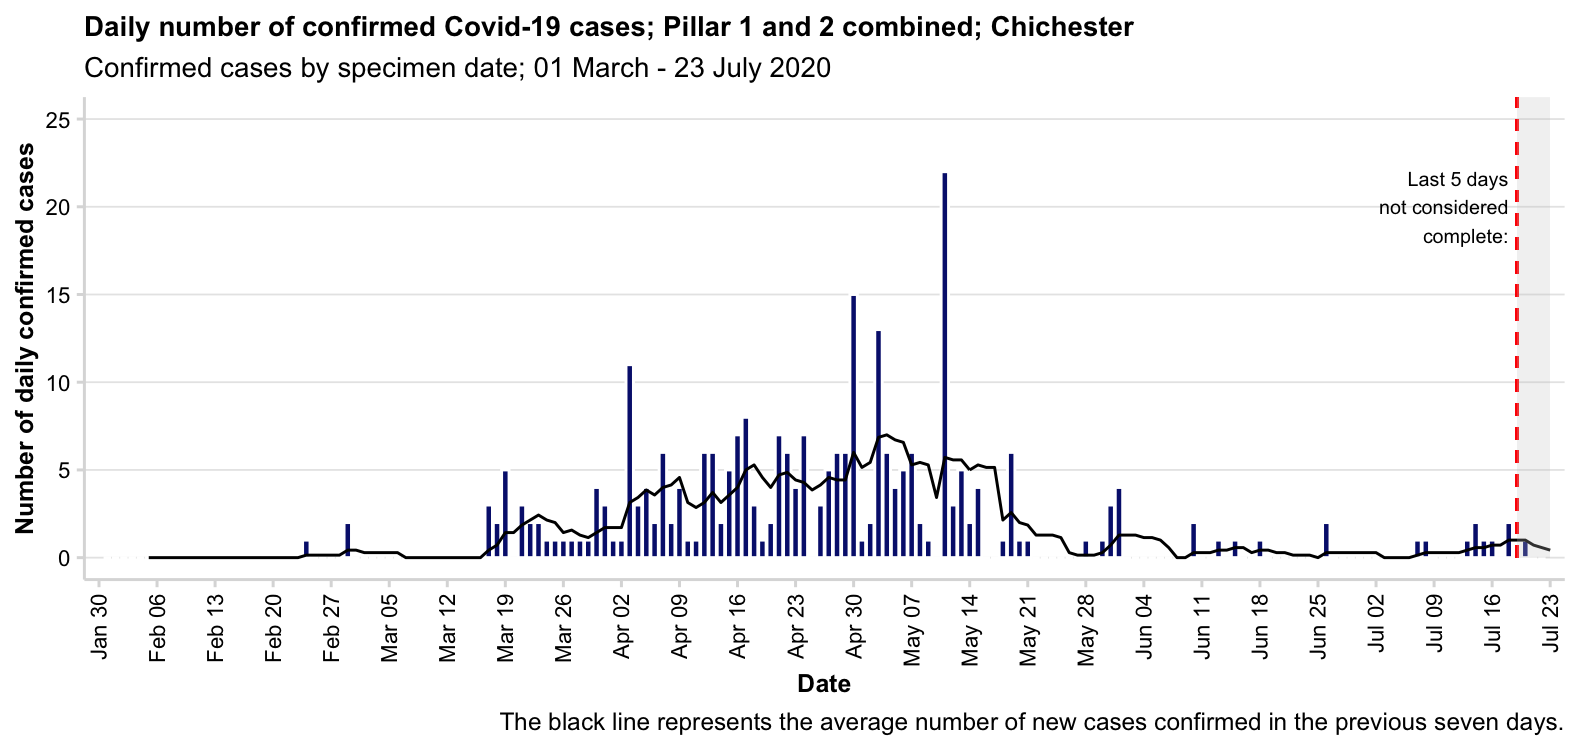 Daily number of confirmed Covid-19 cases; Pillar 1 and 2 combined; Chichester
Confirmed cases by specimen date; 01 March - 23 July 2020
Number of daily confirmed cases
25
20
15
10
5
0
Last 5 days
not considered
complete:
Jan 30
Feb 06
Feb 13
Feb 20
Feb 27
Mar 05
Mar 12
Mar 19
Mar 26
Apr 02
Apr 09
Apr 16
Apr 23
Apr 30
May 07
May 14
May 21
May 28
Jun 04
Jun 11
Jun 18
Jun 25
Jul 02
Jul 09
Jul 16
Jul 23
Date
The black line represents the average number of new cases confirmed in the previous seven days.